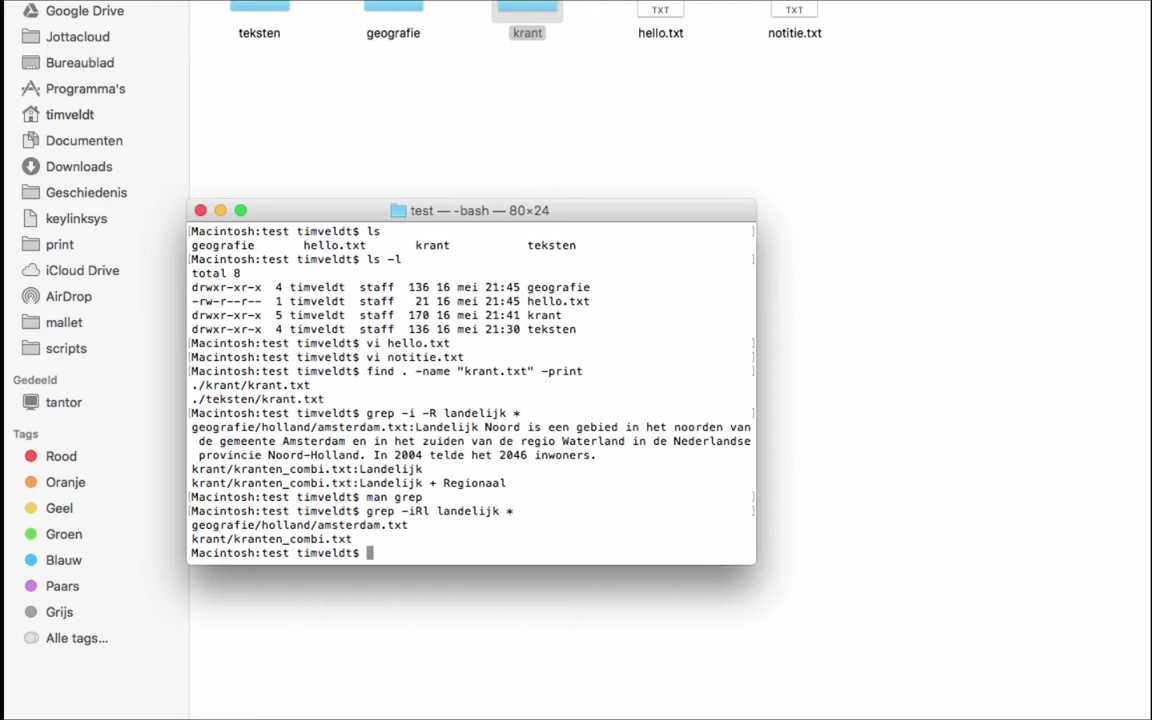 Google Drive
Jottacloud
Bureaublad
Programma's
timveldt
Documenten
Downloads
Geschiedenis
keylinksys
print
iCloud Drive
AirDrop
mallet
scripts
Gedeeld
tantor
Tags
Rood
Oranje
Geel
Groen
Blauw
Paars
Grijs
Alle tags...
TXT
TXT
teksten
geografie
krant
hello.txt
notitie.txt
test — -bash — 80×24
[Macintosh:test timveldt$ ls ]
geografie hello.txt krant teksten
[Macintosh:test timveldt$ ls -l ]
total 8
drwxr-xr-x 4 timveldt staff 136 16 mei 21:45 geografie
-rw-r--r-- 1 timveldt staff 21 16 mei 21:45 hello.txt
drwxr-xr-x 5 timveldt staff 170 16 mei 21:41 krant
drwxr-xr-x 4 timveldt staff 136 16 mei 21:30 teksten
[Macintosh:test timveldt$ vi hello.txt ]
[Macintosh:test timveldt$ vi notitie.txt ]
[Macintosh:test timveldt$ find . -name "krant.txt" -print ]
./krant/krant.txt
./teksten/krant.txt
[Macintosh:test timveldt$ grep -i -R landelijk * ]
geografie/holland/amsterdam.txt:Landelijk Noord is een gebied in het noorden van
de gemeente Amsterdam en in het zuiden van de regio Waterland in de Nederlandse
provincie Noord-Holland. In 2004 telde het 2046 inwoners.
krant/kranten_combi.txt:Landelijk
krant/kranten_combi.txt:Landelijk + Regionaal
[Macintosh:test timveldt$ man grep ]
[Macintosh:test timveldt$ grep -iRl landelijk * ]
geografie/holland/amsterdam.txt
krant/kranten_combi.txt
Macintosh:test timveldt$